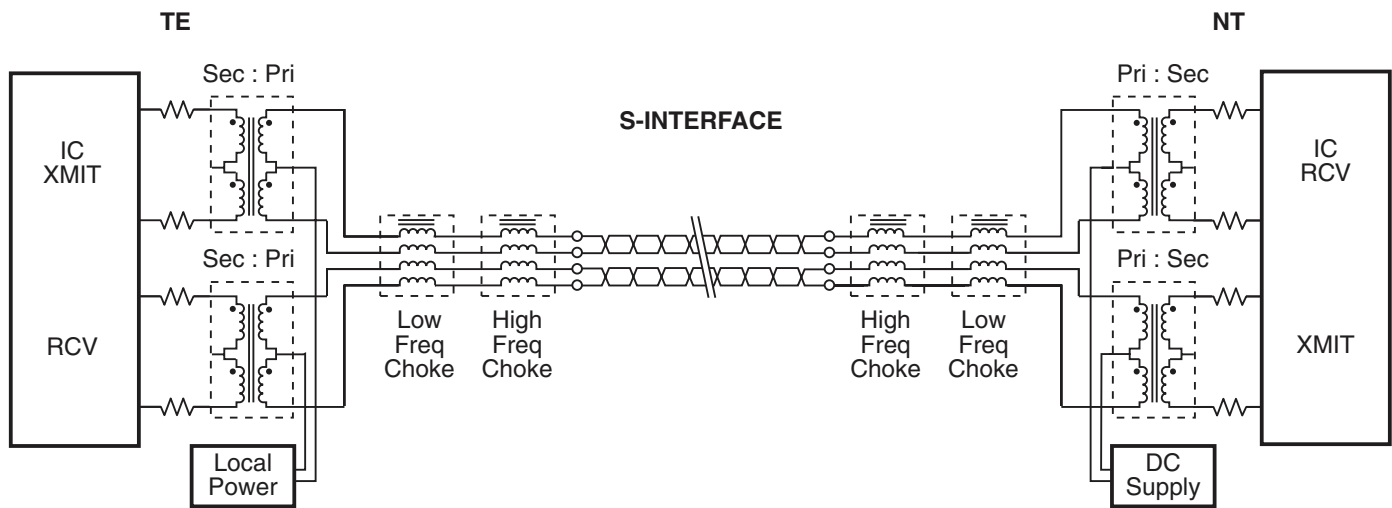 TE
NT
Sec : Pri
Pri : Sec
S-INTERFACE
IC
XMIT
IC
RCV
Sec : Pri
Pri : Sec
RCV
XMIT
Low
Freq
Choke
High
Freq
Choke
High
Freq
Choke
Low
Freq
Choke
Local
Power
DC
Supply